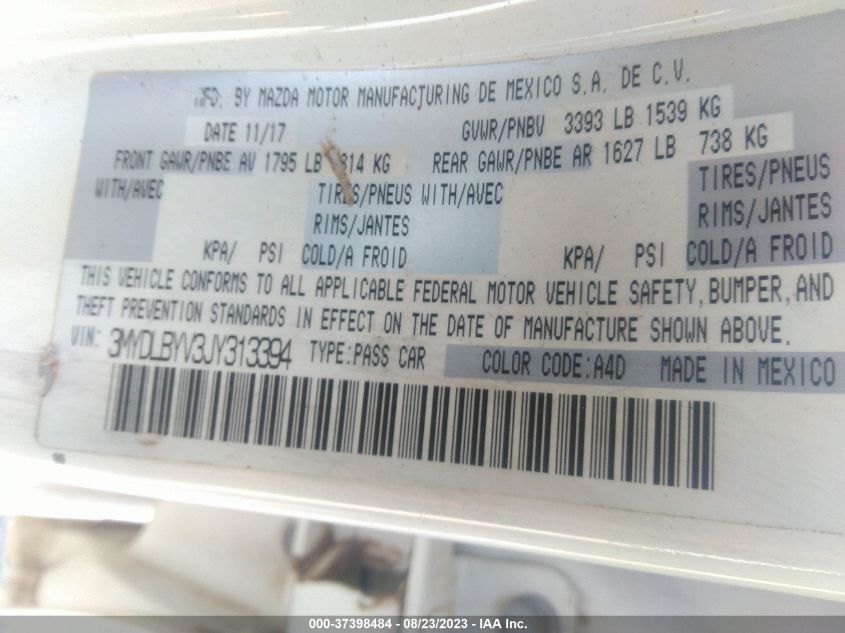 MFD. BY MAZDA MOTOR MANUFACTURING DE MEXICO S.A. DE C.V.
DATE 11/17 GVWR/PNBV 3393 LB 1539 KG
FRONT GAWR/PNBE AV 1795 LB 814 KG REAR GAWR/PNBE AR 1627 LB 738 KG
WITH/AVEC TIRES/PNEUS WITH/AVEC TIRES/PNEUS
RIMS/JANTES RIMS/JANTES
KPA/ PSI COLD/A FROID KPA/ PSI COLD/A FROID
THIS VEHICLE CONFORMS TO ALL APPLICABLE FEDERAL MOTOR VEHICLE SAFETY, BUMPER, AND
THEFT PREVENTION STANDARDS IN EFFECT ON THE DATE OF MANUFACTURE SHOWN ABOVE.
VIN: 3MYDLBYV3JY313394 TYPE:PASS CAR COLOR CODE:A4D MADE IN MEXICO
000-37398484 - 08/23/2023 - IAA Inc.